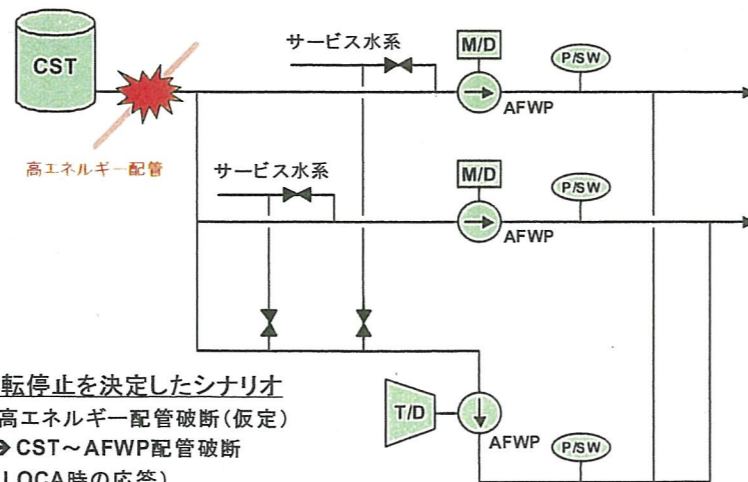 サービス水系
M/D
P/SW
CST
AFWP
高エネルギー配管
サービス水系
M/D
P/SW
AFWP
転停止を決定したシナリオ
高エネルギー配管破断(仮定)
➔CST～AFWP配管破断
LOCA時の応答)
T/D
AFWP
P/SW